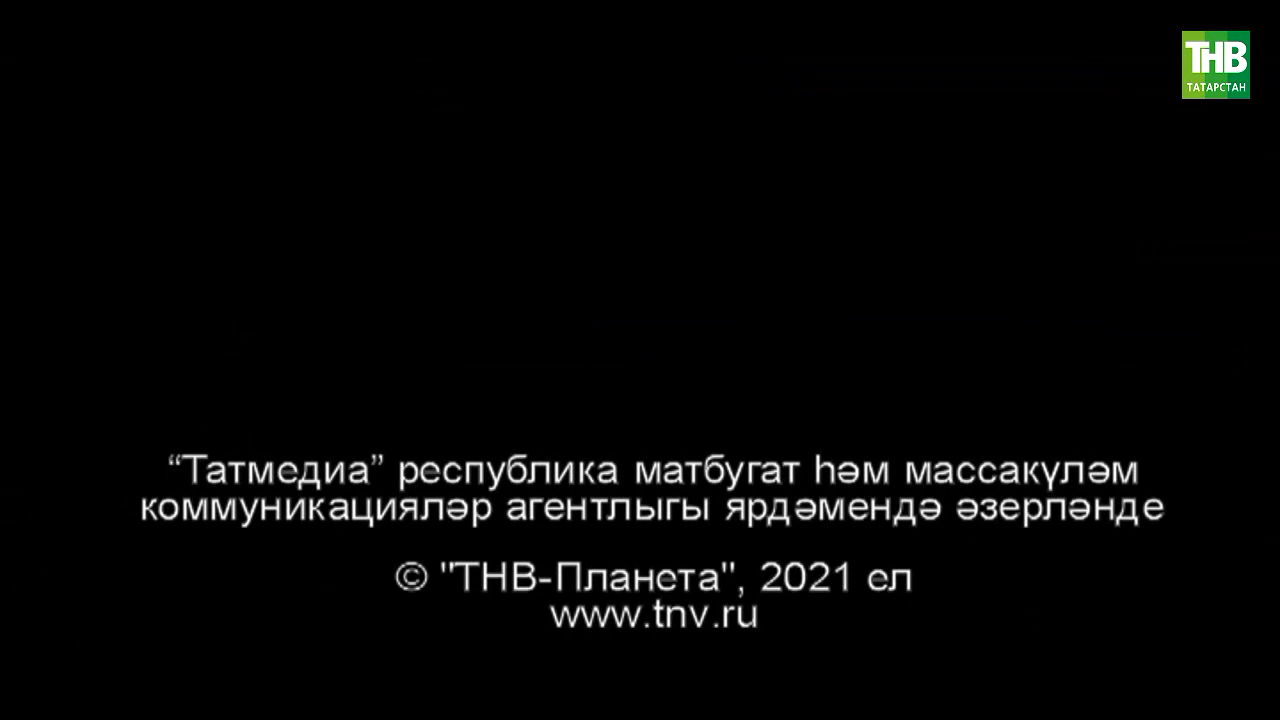 ТНВ
ТАТАРСТАН
“Татмедиа” республика матбугат һәм массакүләм
коммуникацияләр агентлыгы ярдәмендә әзерләнде
© "ТНВ-Планета", 2021 ел
www.tnv.ru